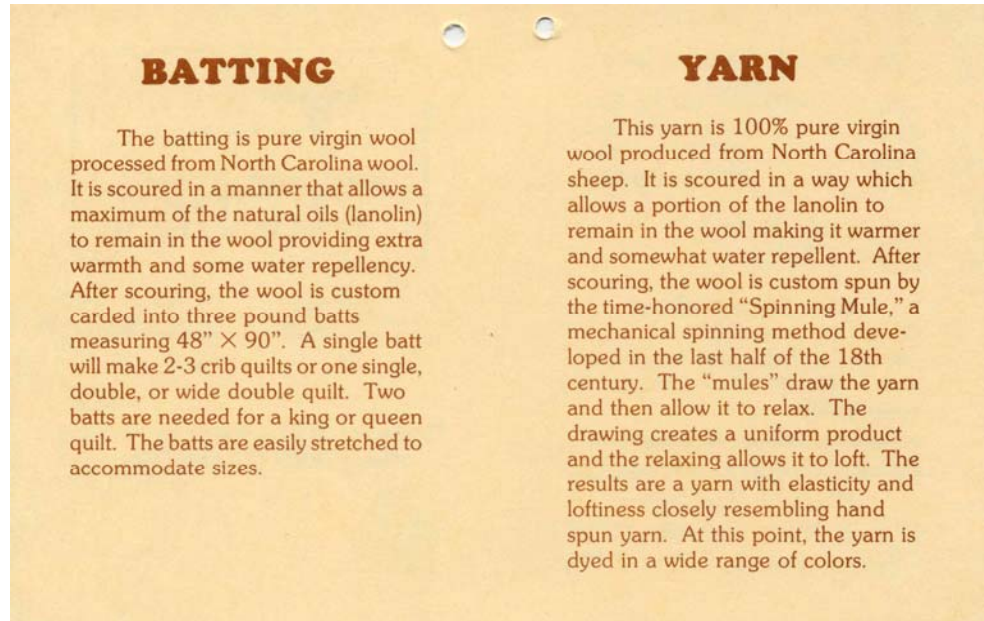 BATTING
The batting is pure virgin wool
processed from North Carolina wool.
It is scoured in a manner that allows a
maximum of the natural oils (lanolin)
to remain in the wool providing extra
warmth and some water repellency.
After scouring, the wool is custom
carded into three pound batts
measuring 48” × 90”. A single batt
will make 2-3 crib quilts or one single,
double, or wide double quilt. Two
batts are needed for a king or queen
quilt. The batts are easily stretched to
accommodate sizes.
YARN
This yarn is 100% pure virgin
wool produced from North Carolina
sheep. It is scoured in a way which
allows a portion of the lanolin to
remain in the wool making it warmer
and somewhat water repellent. After
scouring, the wool is custom spun by
the time-honored “Spinning Mule,” a
mechanical spinning method deve-
loped in the last half of the 18th
century. The “mules” draw the yarn
and then allow it to relax. The
drawing creates a uniform product
and the relaxing allows it to loft. The
results are a yarn with elasticity and
loftiness closely resembling hand
spun yarn. At this point, the yarn is
dyed in a wide range of colors.